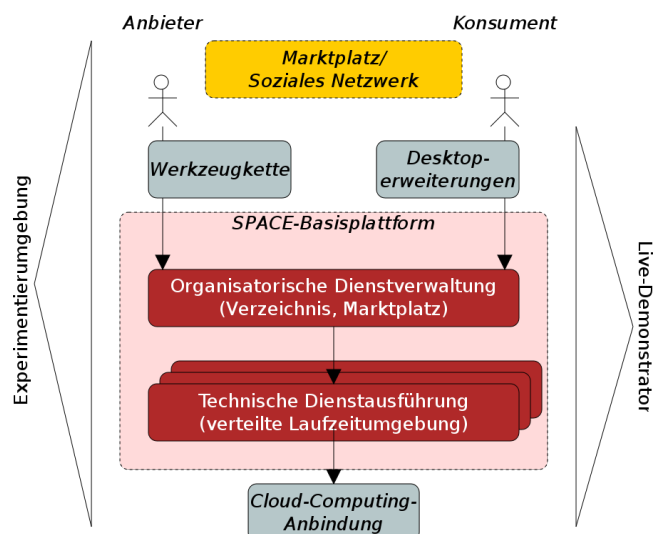 Anbieter
Konsument
Marktplatz/
Soziales Netzwerk
Werkzeugkette
Desktop-
erweiterungen
SPACE-Basisplattform
Organisatorische Dienstverwaltung
(Verzeichnis, Marktplatz)
Technische Dienstausführung
(verteilte Laufzeitumgebung)
Cloud-Computing-
Anbindung
Experimentierumgebung
Live-Demonstrator